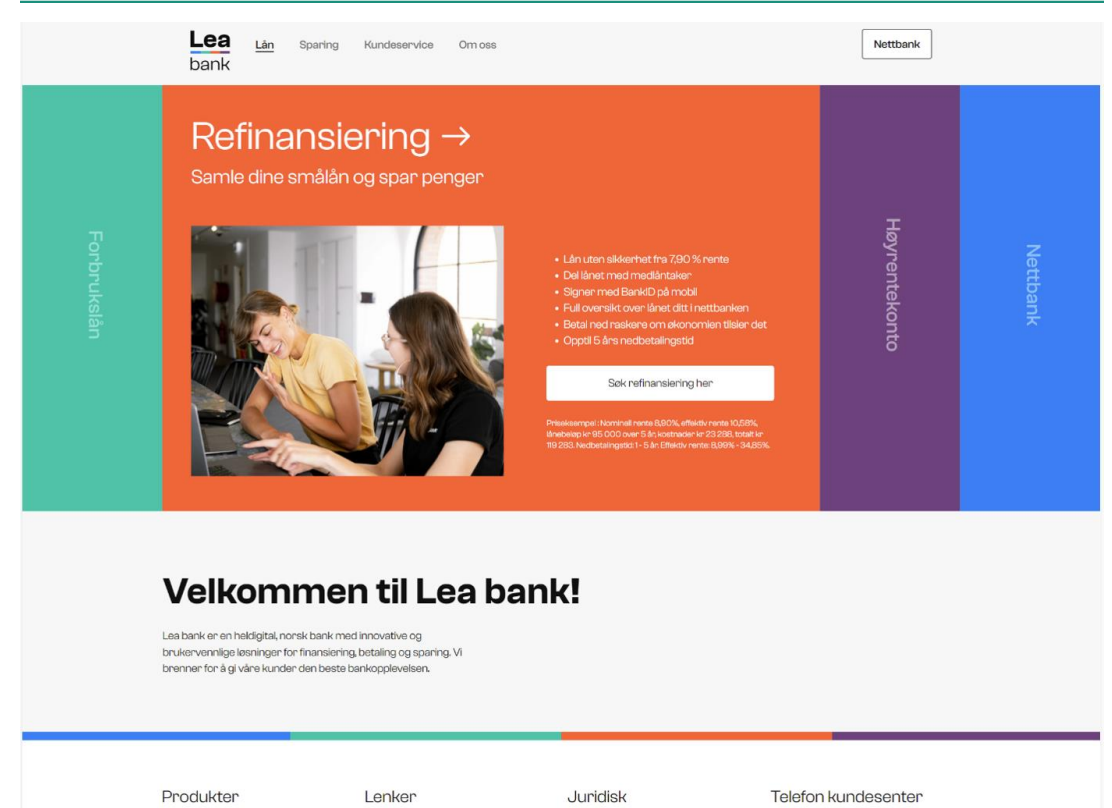 Lea
bank
Lån
Sparing
Kundeservice
Om oss
Nettbank
Forbrukslån
Refinansiering →
Samle dine smålån og spar penger
• Lån uten sikkerhet fra 7,90 % rente
• Del lånet med medlåntaker
• Signer med BankID på mobil
• Full oversikt over lånet ditt i nettbanken
• Betal ned raskere om økonomien tilsier det
• Opptil 5 års nedbetalingstid
Søk refinansiering her
Priseksempel : Nominell rente 8,90%, effektiv rente 10,58%,
lånebeløp kr 95 000 over 5 år, kostnader kr 23 288, totalt kr
119 283. Nedbetalingstid: 1 - 5 år. Effektiv rente: 8,99% - 34,85%.
Høyrentekonto
Nettbank
Velkommen til Lea bank!
Lea bank er en heldigital, norsk bank med innovative og
brukervennlige løsninger for finansiering, betaling og sparing. Vi
brenner for å gi våre kunder den beste bankopplevelsen.
Produkter
Lenker
Juridisk
Telefon kundesenter